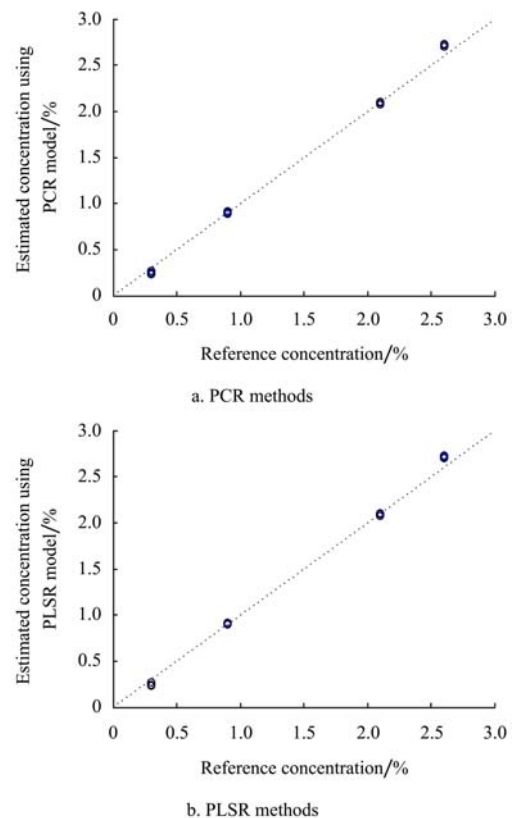 3.0
2.5
2.0
1.5
1.0
0.5
0
Estimated concentration using
PCR model/%
0 0.5 1.0 1.5 2.0 2.5 3.0
Reference concentration/%
a. PCR methods
3.0
2.5
2.0
1.5
1.0
0.5
0
Estimated concentration using
PLSR model/%
0 0.5 1.0 1.5 2.0 2.5 3.0
Reference concentration/%
b. PLSR methods